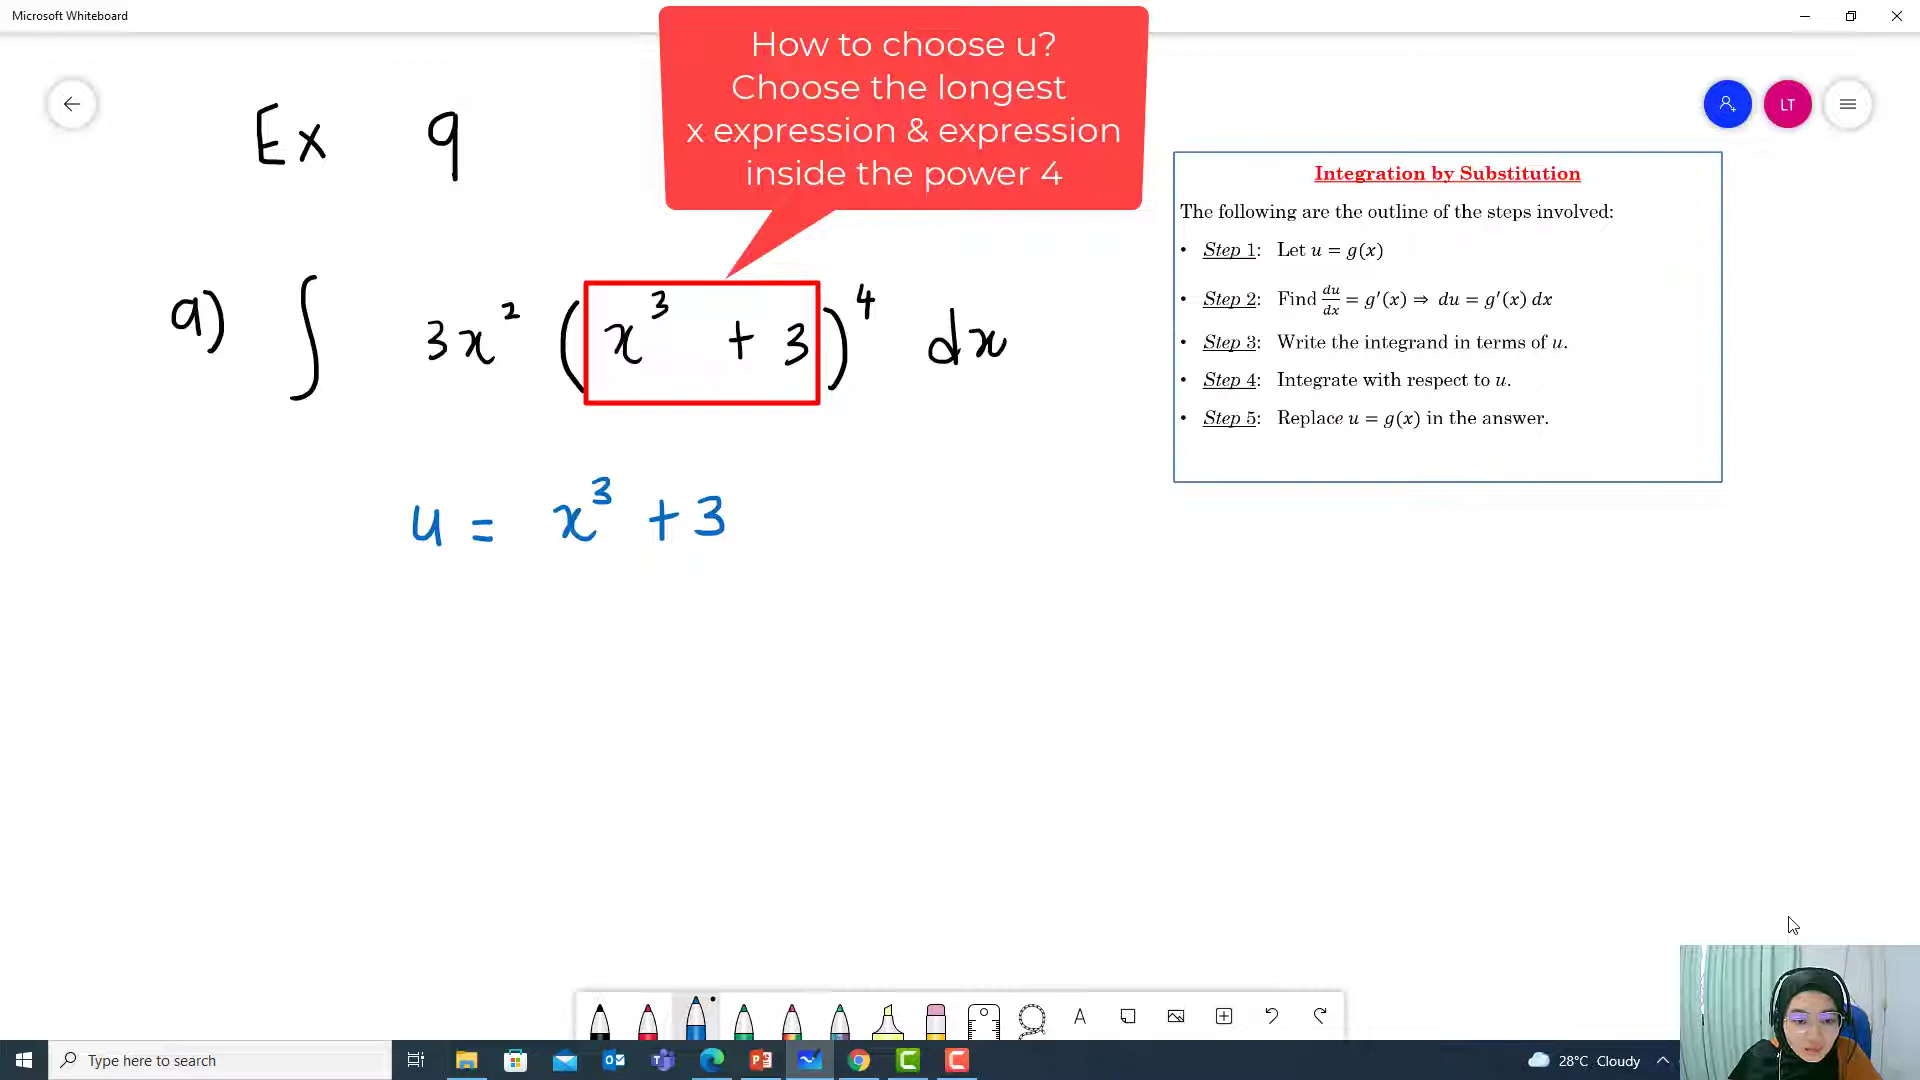 Microsoft Whiteboard
How to choose u?
Choose the longest
x expression & expression
inside the power 4
Ex 9
LT
Integration by Substitution
The following are the outline of the steps involved:
• Step 1: Let u = g(x)
• Step 2: Find du/dx = g′(x) ⇒ du = g′(x) dx
• Step 3: Write the integrand in terms of u.
• Step 4: Integrate with respect to u.
• Step 5: Replace u = g(x) in the answer.
a) ∫ 3x² (x³ + 3)⁴ dx
u = x³ + 3
A
Type here to search
28°C Cloudy